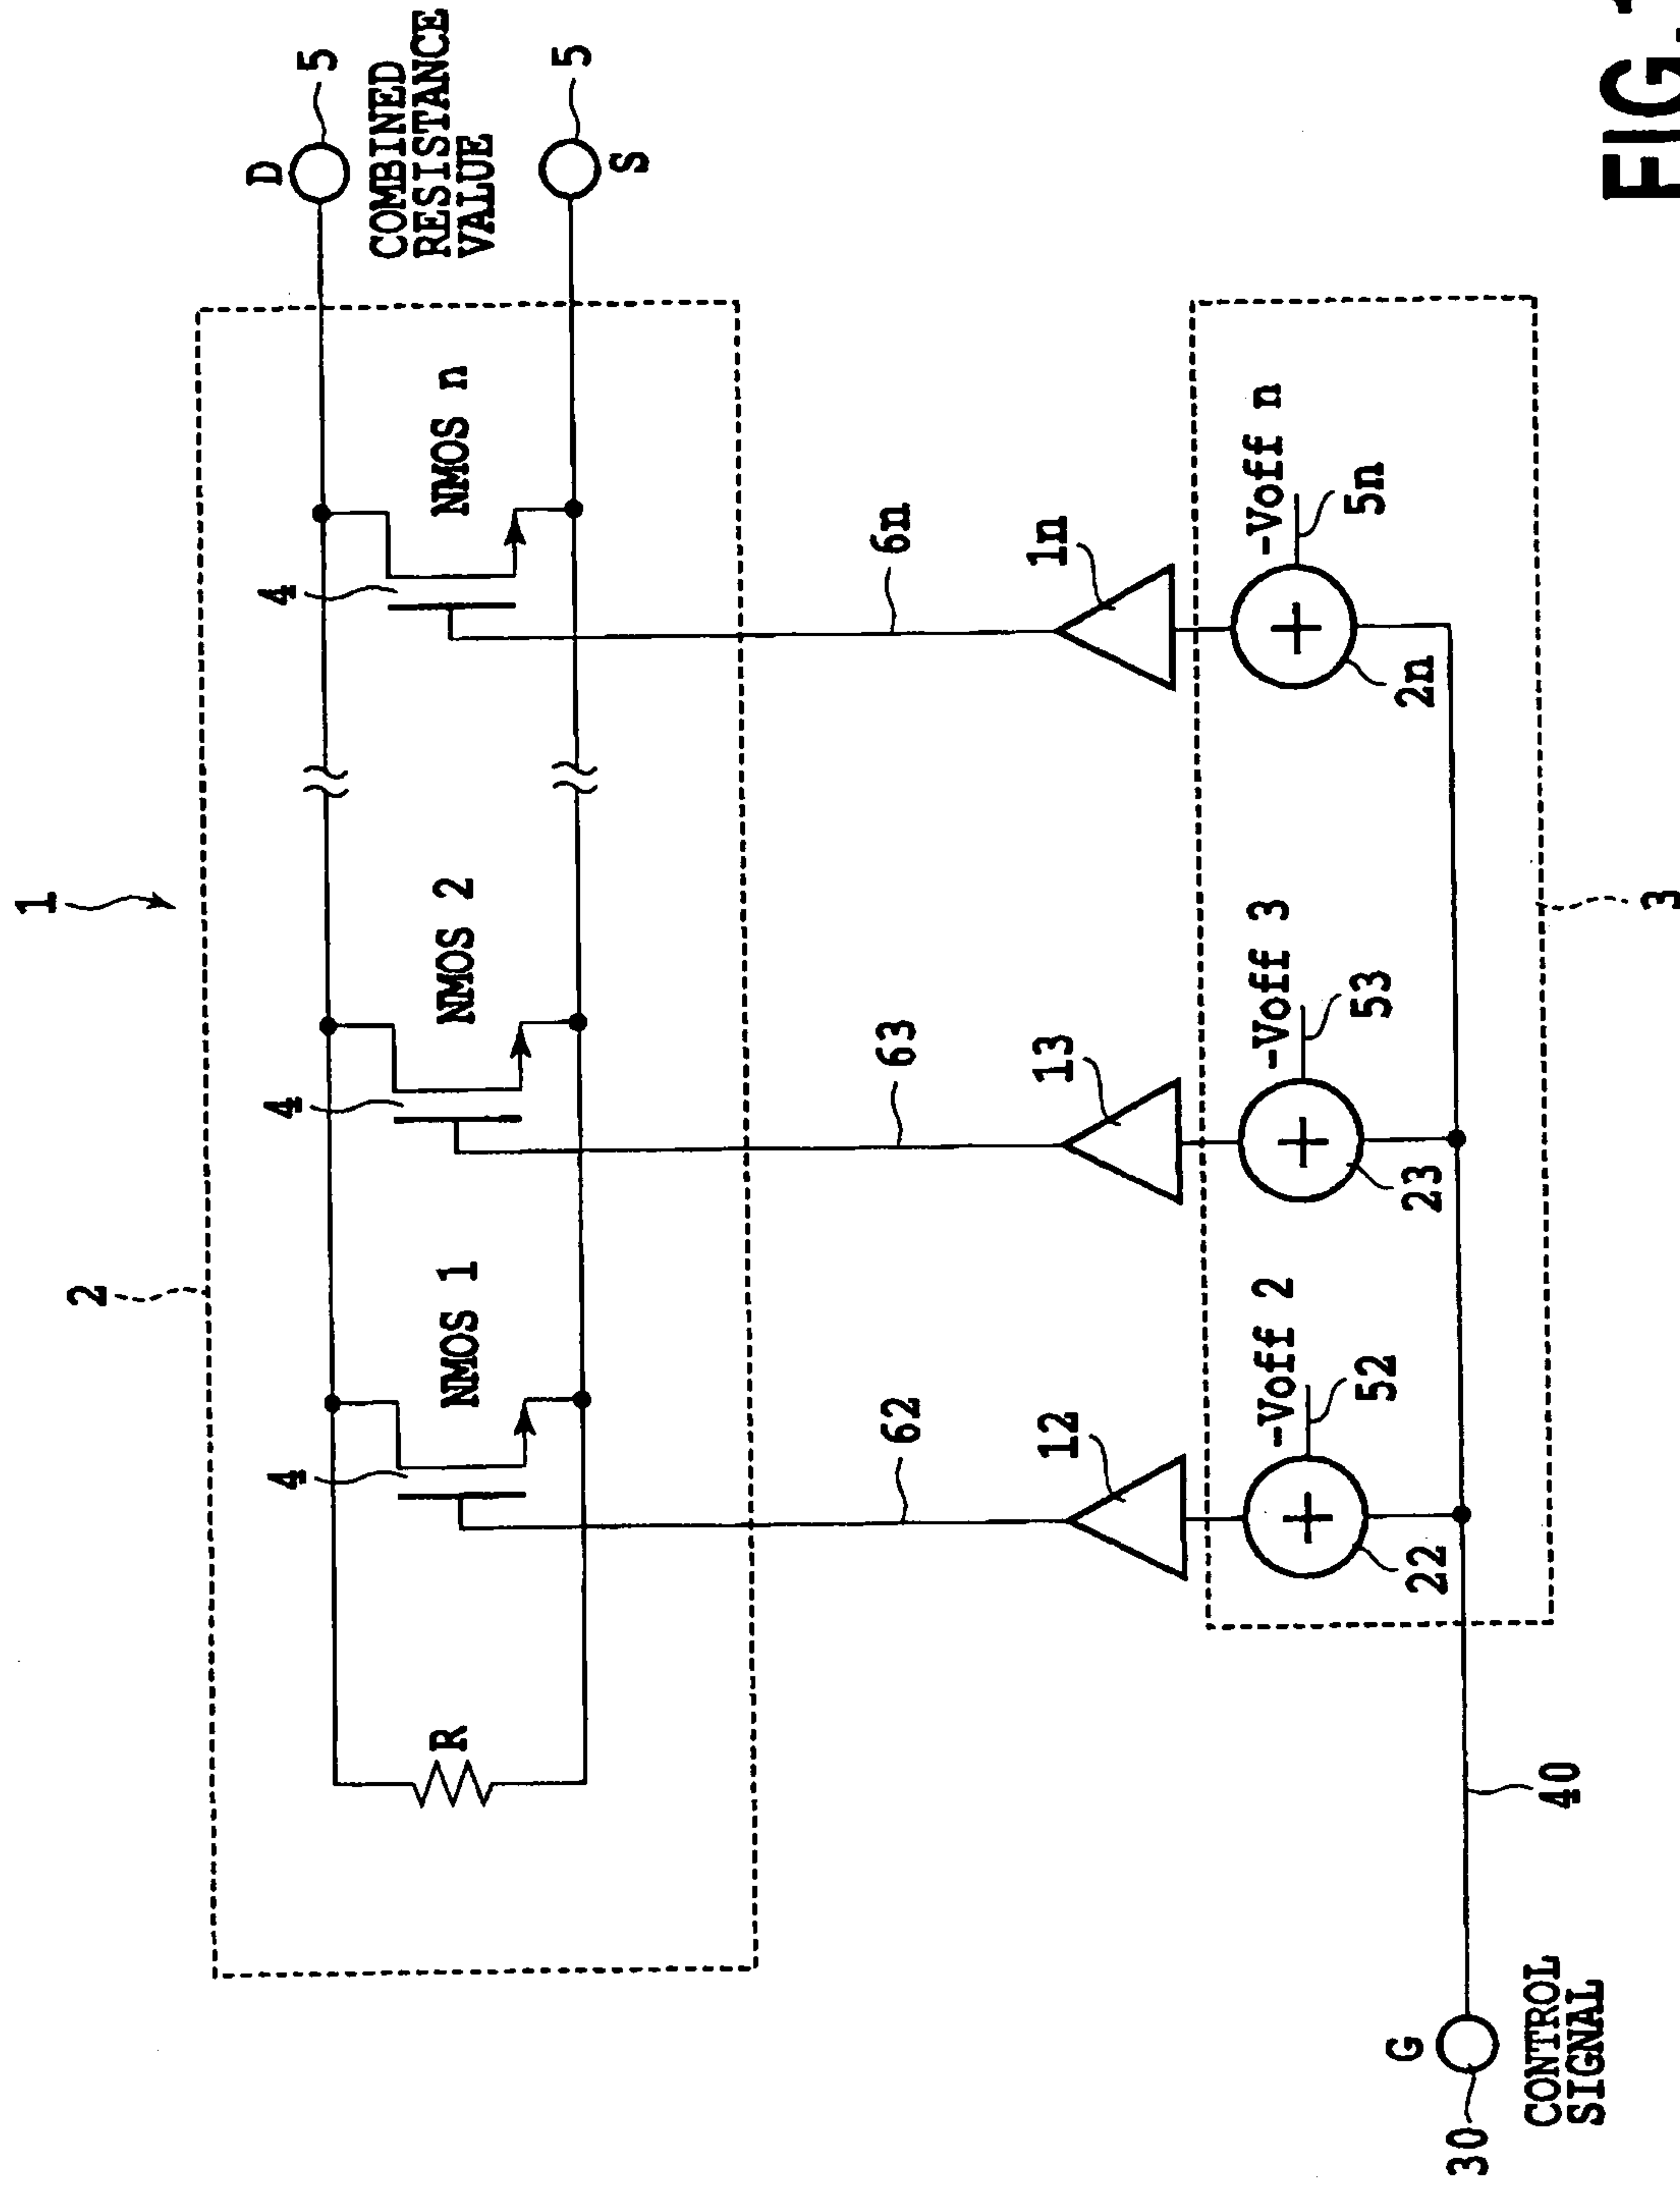 1
2
D
5
COMBINED
RESISTANCE
VALUE
5
S
4
NMOS 1
4
NMOS 2
4
NMOS n
R
62
63
6n
12
13
1n
-Voff 2
52
-Voff 3
53
-Voff n
5n
22
23
2n
3
G
30
CONTROL
SIGNAL
40